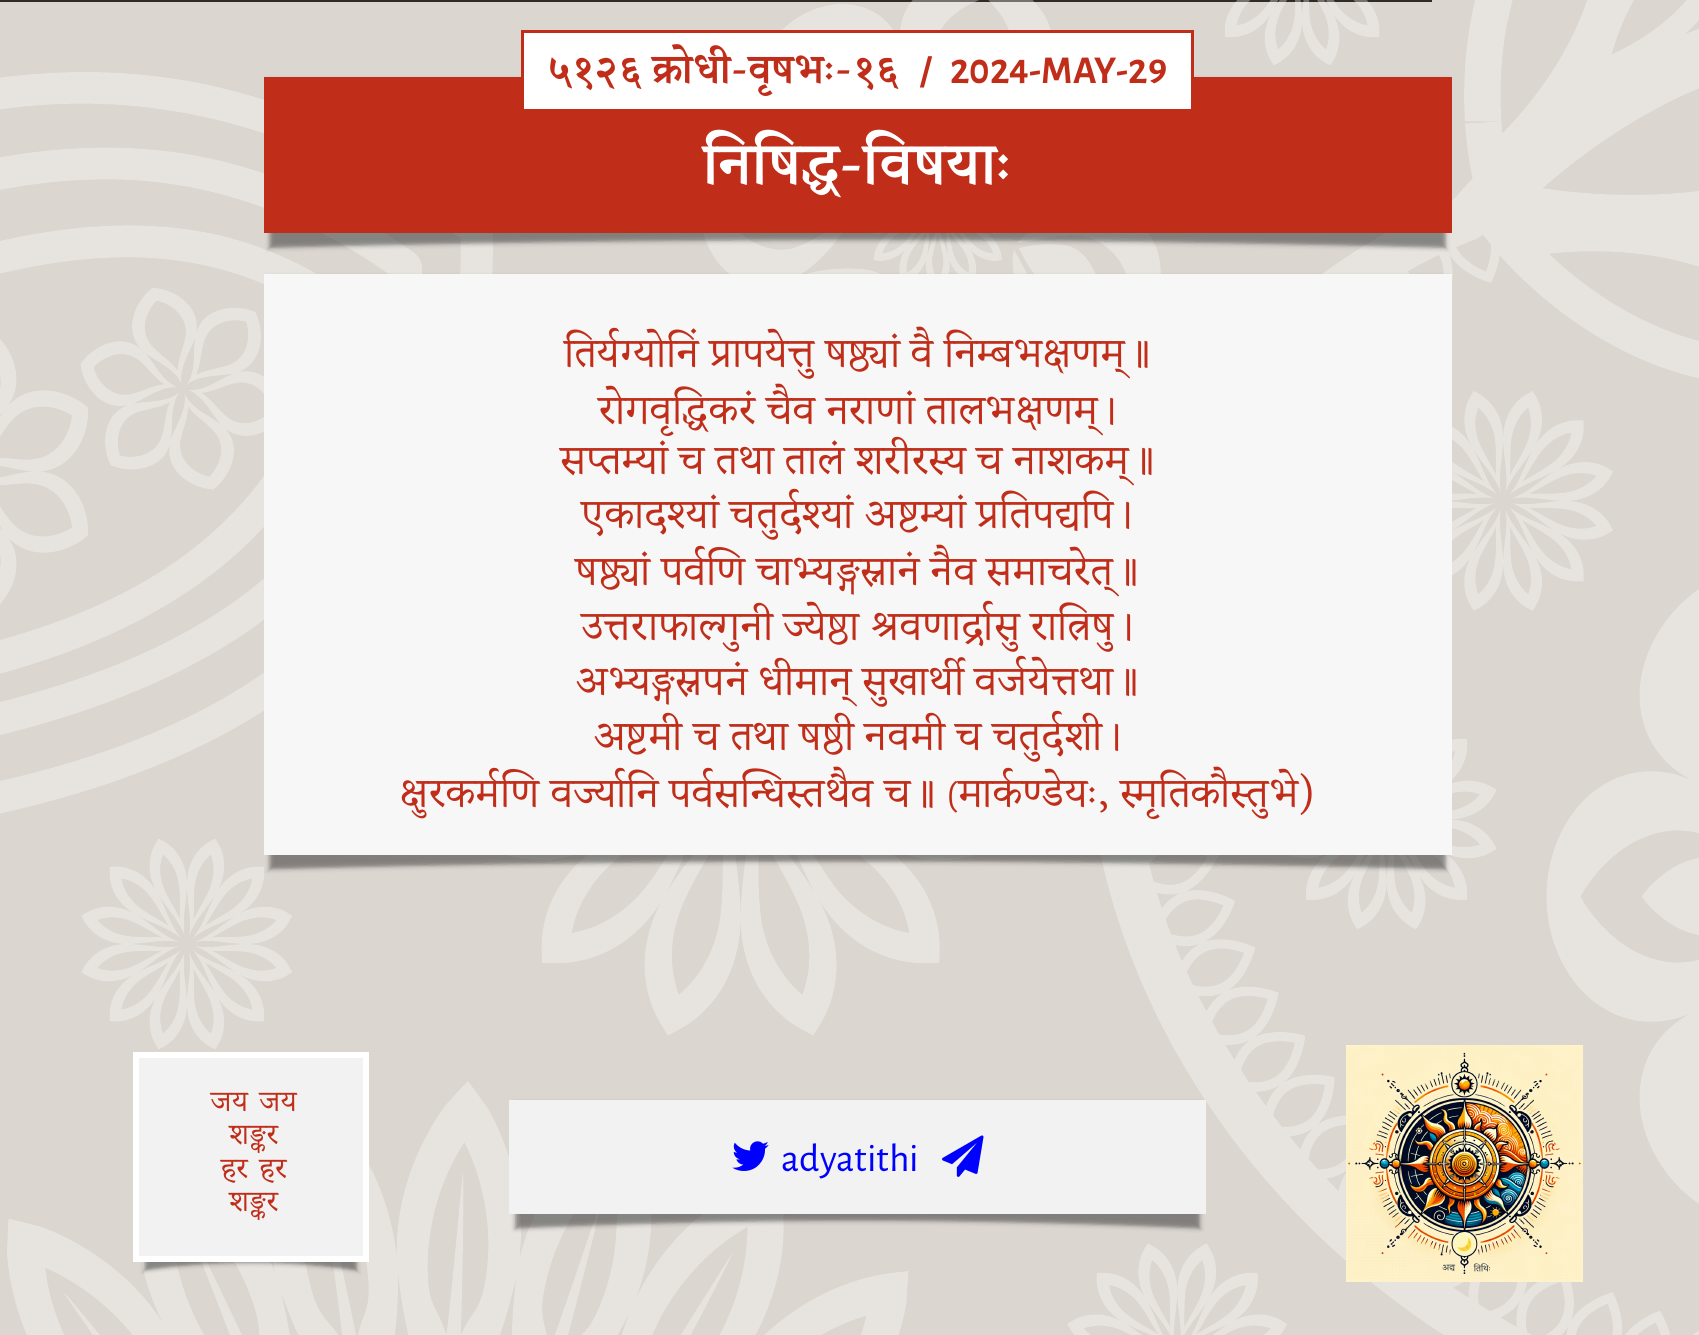 ५१२६ क्रोधी-वृषभः-१६ / 2024-MAY-29
निषिद्ध-विषयाः
तिर्यग्योनिं प्रापयेत्तु षष्ठ्यां वै निम्बभक्षणम्॥
रोगवृद्धिकरं चैव नराणां तालभक्षणम्।
सप्तम्यां च तथा तालं शरीरस्य च नाशकम्॥
एकादश्यां चतुर्दश्यां अष्टम्यां प्रतिपद्यपि।
षष्ठ्यां पर्वणि चाभ्यङ्गस्नानं नैव समाचरेत्॥
उत्तराफाल्गुनी ज्येष्ठा श्रवणार्द्रासु रात्रिषु।
अभ्यङ्गस्नपनं धीमान् सुखार्थी वर्जयेत्तथा॥
अष्टमी च तथा षष्ठी नवमी च चतुर्दशी।
क्षुरकर्मणि वर्ज्यानि पर्वसन्धिस्तथैव च॥ (मार्कण्डेयः, स्मृतिकौस्तुभे)
जय जय
शङ्कर
हर हर
शङ्कर
adyatithi
अद्य तिथिः